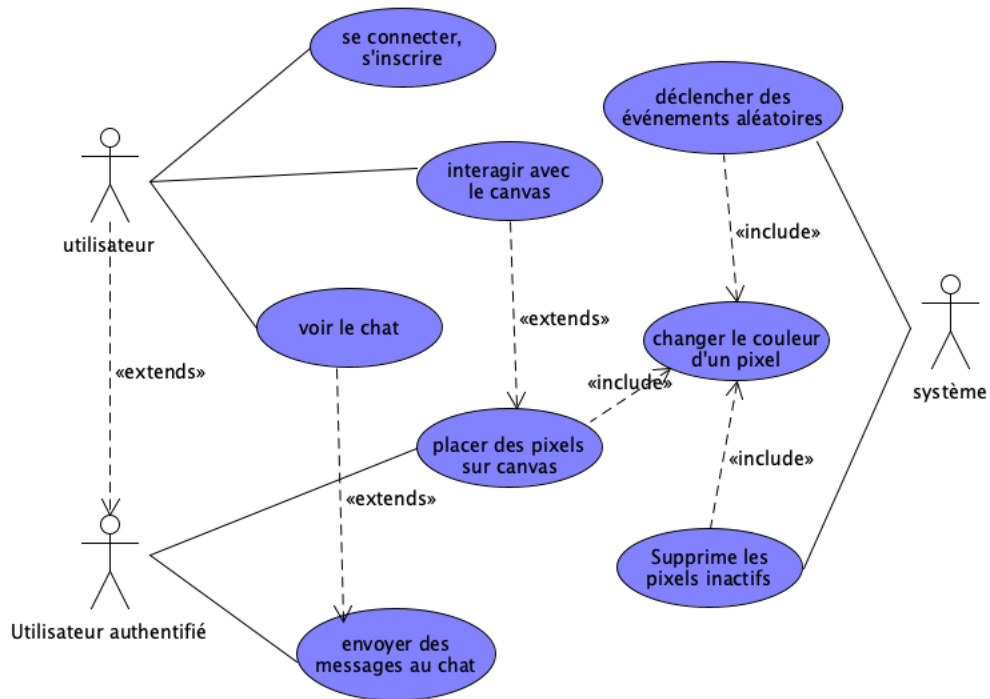 se connecter,
s'inscrire
déclencher des
événements aléatoires
interagir avec
le canvas
utilisateur
«include»
voir le chat
«extends»
changer le couleur
d'un pixel
«extends»
«include»
système
placer des pixels
sur canvas
«include»
«extends»
Supprime les
pixels inactifs
Utilisateur authentifié
envoyer des
messages au chat